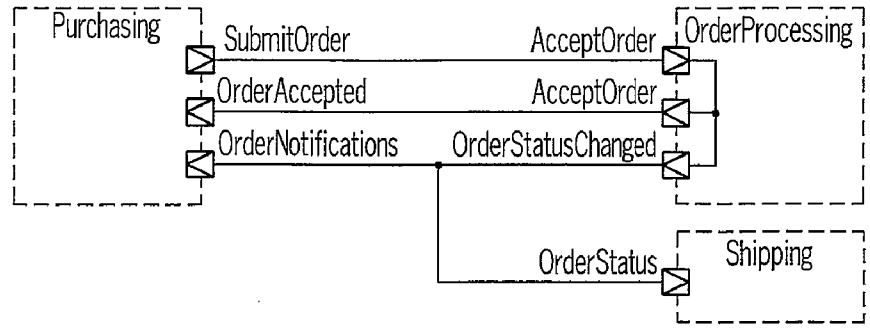 Purchasing
OrderProcessing
SubmitOrder AcceptOrder
OrderAccepted AcceptOrder
OrderNotifications OrderStatusChanged
OrderStatus
Shipping